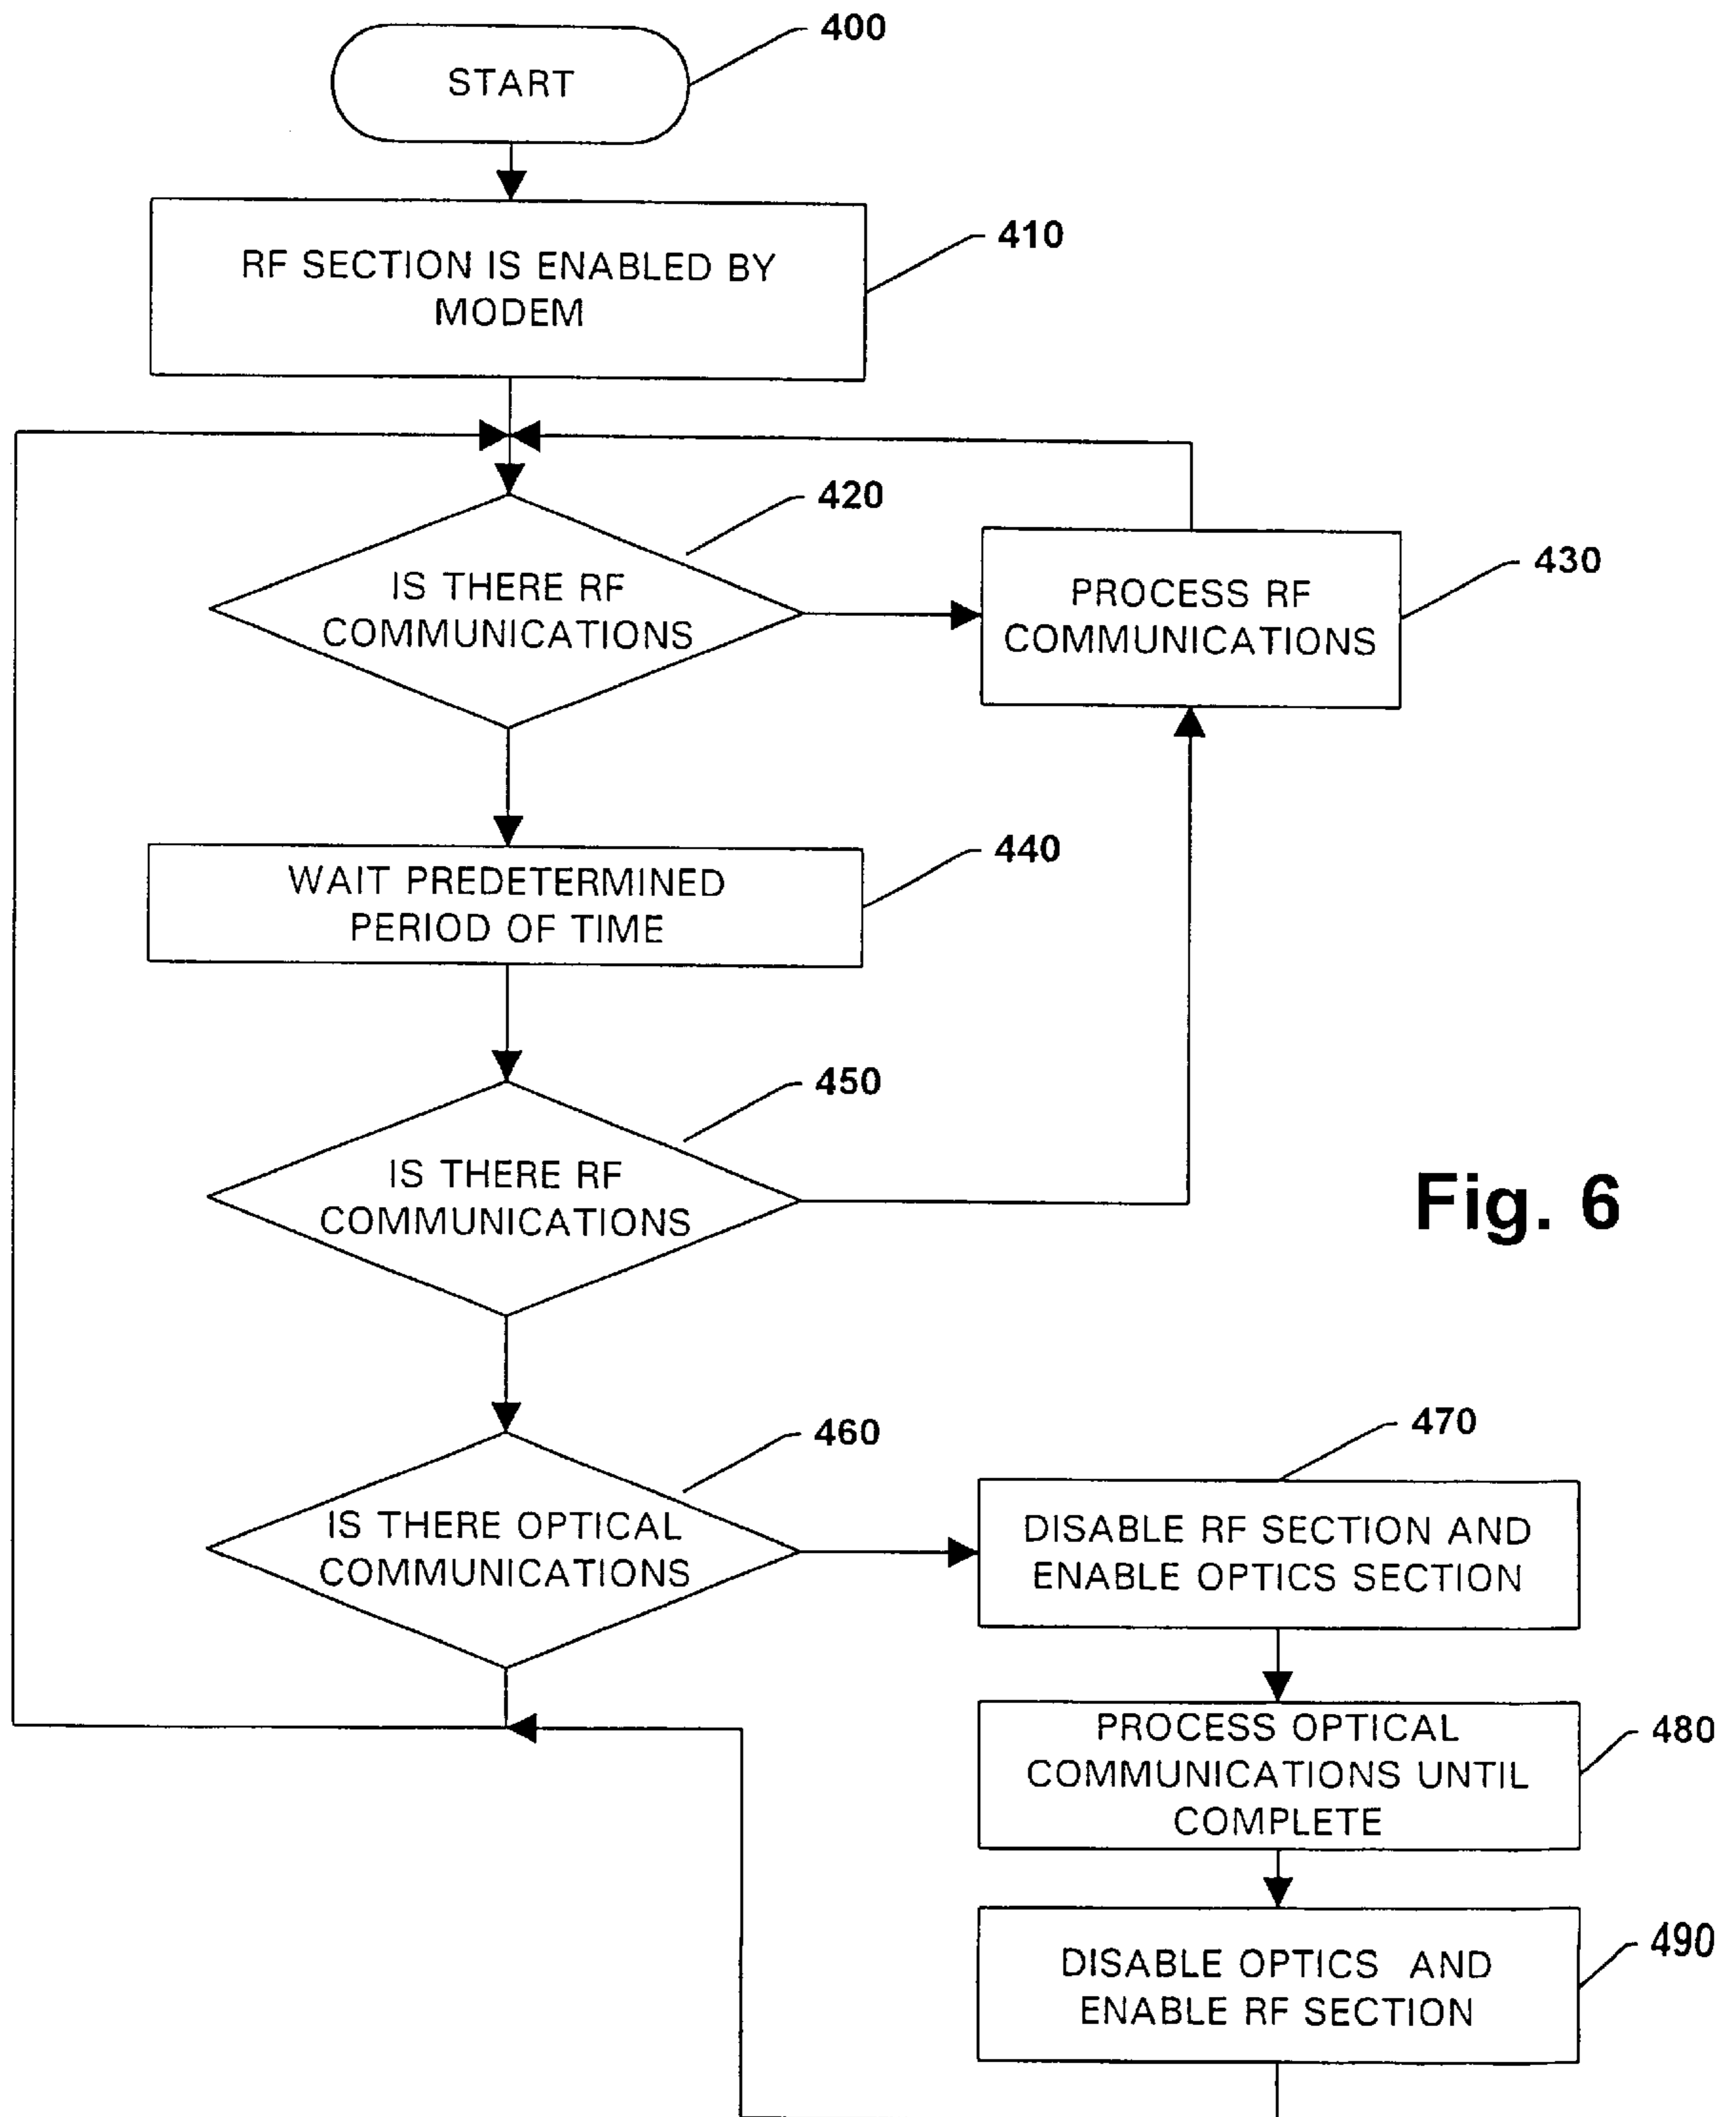 400
START
410
RF SECTION IS ENABLED BY
MODEM
420
IS THERE RF
COMMUNICATIONS
430
PROCESS RF
COMMUNICATIONS
440
WAIT PREDETERMINED
PERIOD OF TIME
450
IS THERE RF
COMMUNICATIONS
Fig. 6
460
IS THERE OPTICAL
COMMUNICATIONS
470
DISABLE RF SECTION AND
ENABLE OPTICS SECTION
480
PROCESS OPTICAL
COMMUNICATIONS UNTIL
COMPLETE
490
DISABLE OPTICS AND
ENABLE RF SECTION